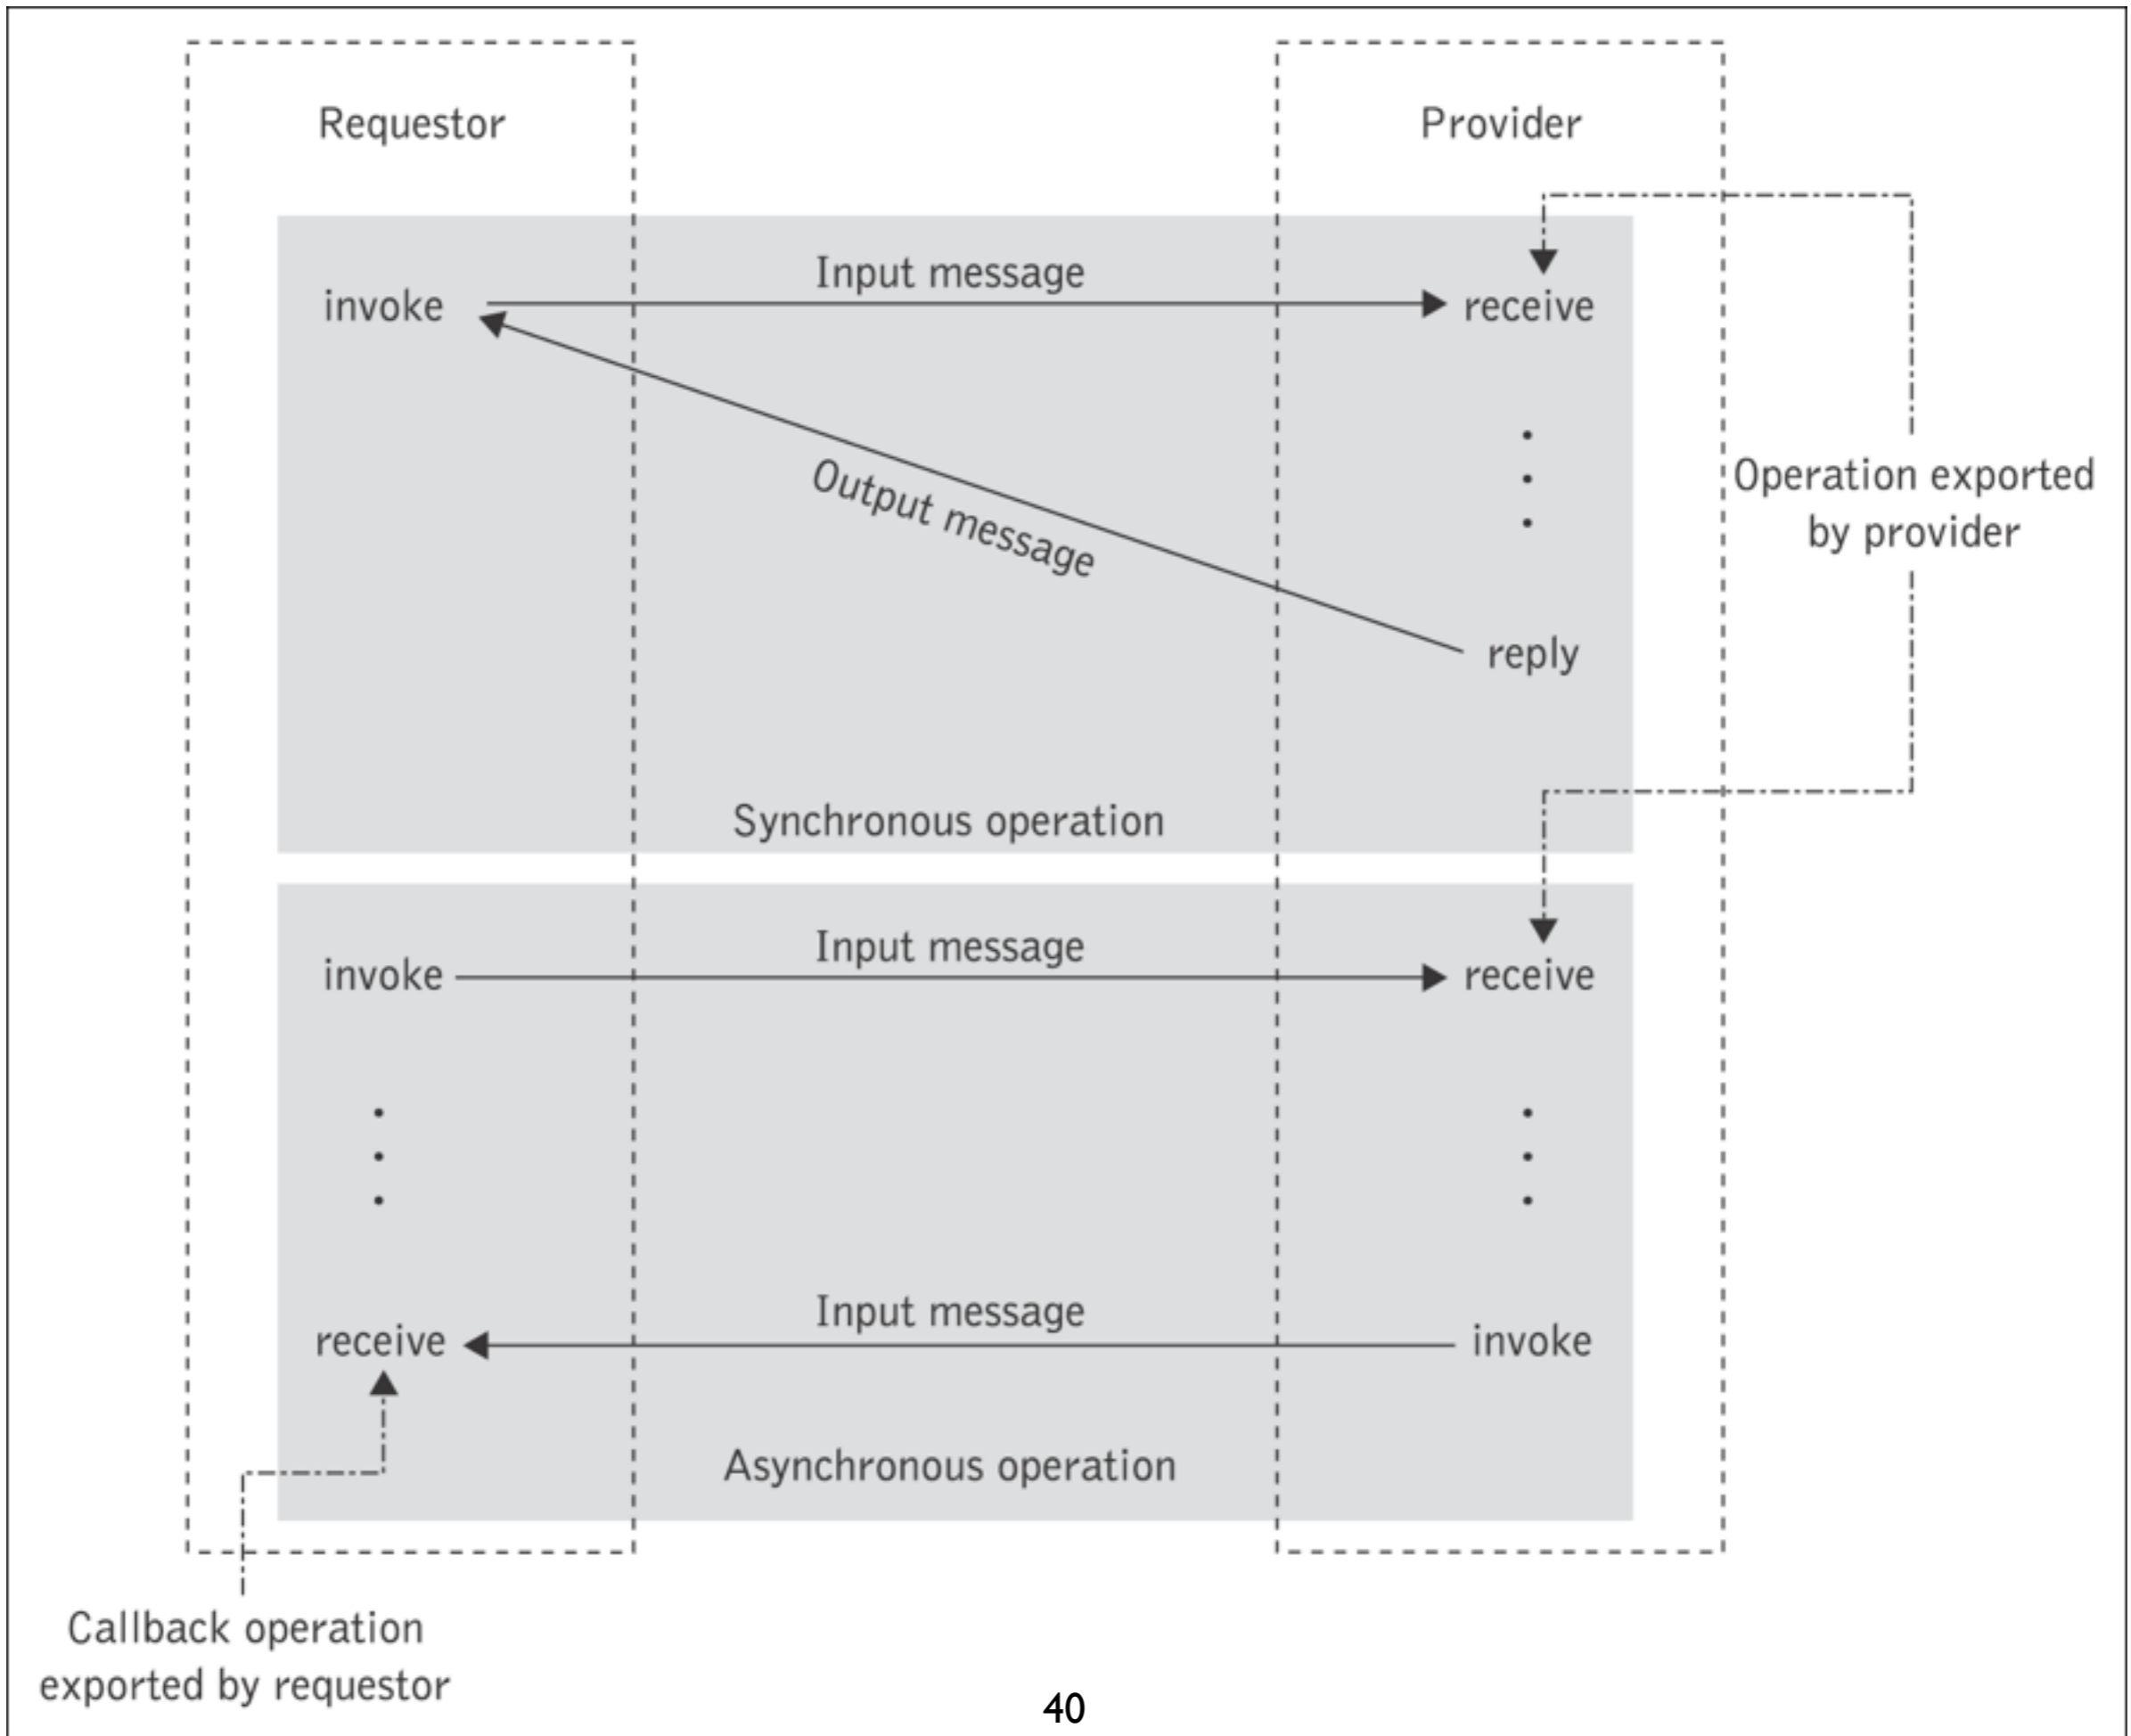 Requestor
Provider
Input message
invoke
receive
Output message
Operation exported
by provider
reply
Synchronous operation
Input message
invoke
receive
Input message
receive
invoke
Asynchronous operation
Callback operation
exported by requestor
40